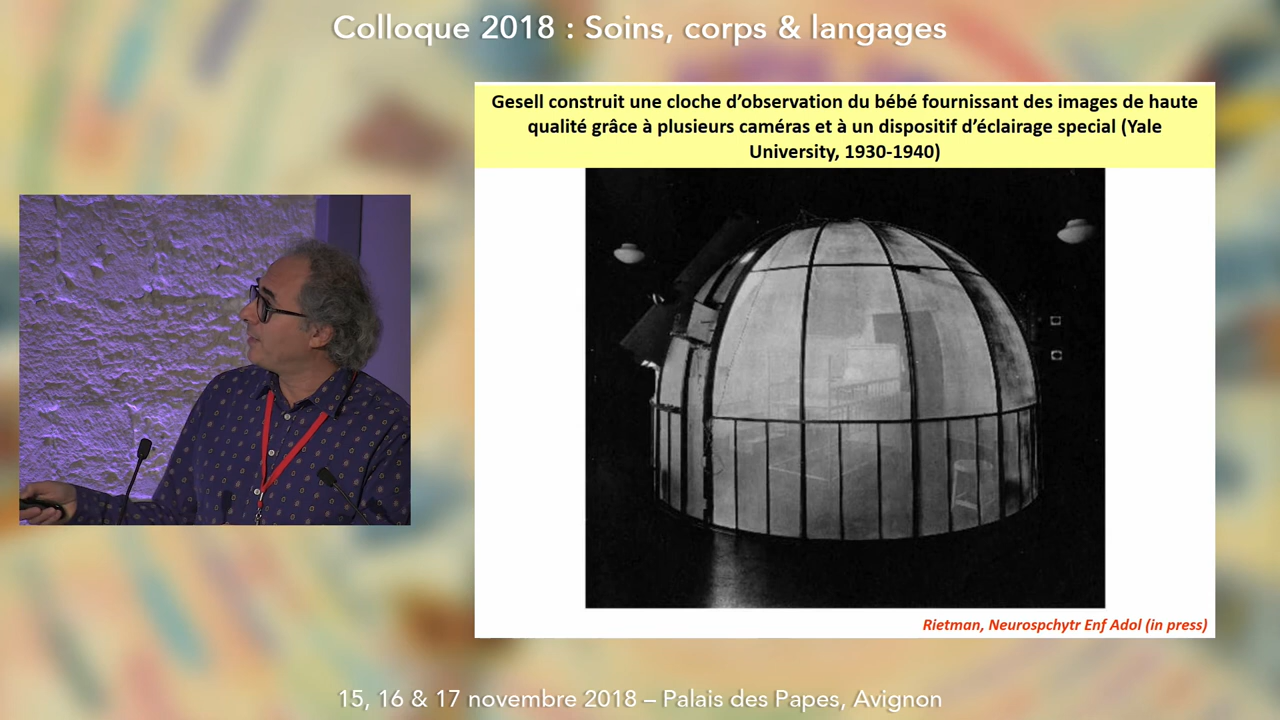 Colloque 2018 : Soins, corps & langages
Gesell construit une cloche d’observation du bébé fournissant des images de haute
qualité grâce à plusieurs caméras et à un dispositif d’éclairage special (Yale
University, 1930-1940)
Rietman, Neurospchytr Enf Adol (in press)
15, 16 & 17 novembre 2018 – Palais des Papes, Avignon